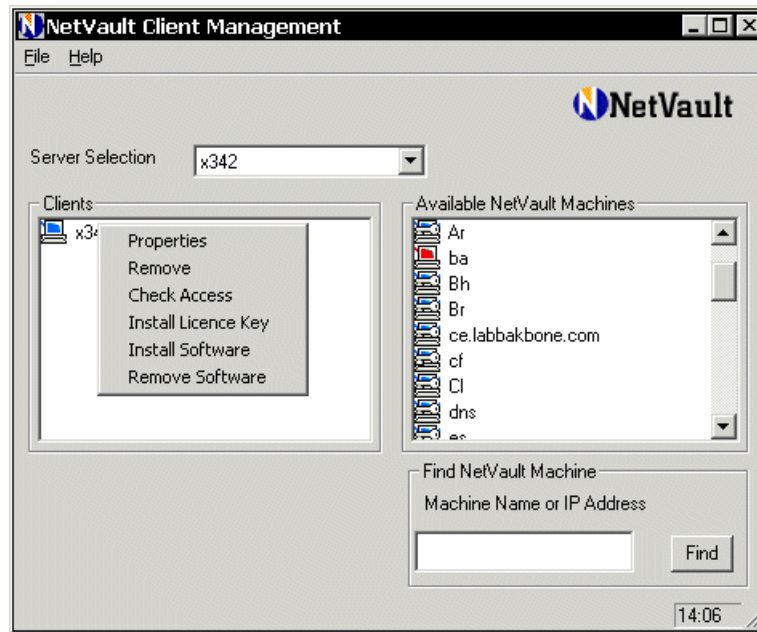 NetVault Client Management
File Help
NetVault
Server Selection
x342
Clients
Properties
Remove
Check Access
Install Licence Key
Install Software
Remove Software
Available NetVault Machines
Ar
ba
Bh
Br
ce.labbakbone.com
cf
Cl
dns
Find NetVault Machine
Machine Name or IP Address
Find
14:06